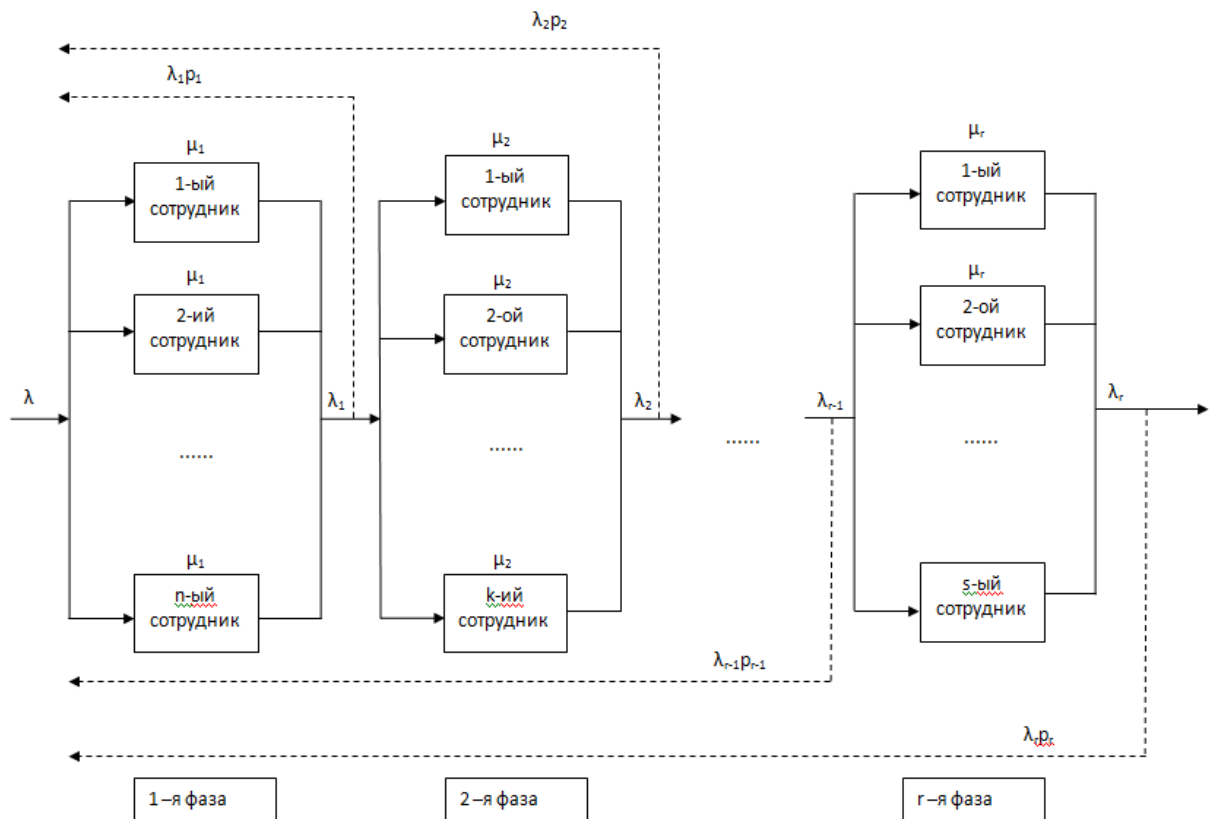 λ₂p₂
λ₁p₁
μ₁
μ₂
μᵣ
1-ый
сотрудник
1-ый
сотрудник
1-ый
сотрудник
μ₁
μ₂
μᵣ
2-ий
сотрудник
2-ой
сотрудник
2-ой
сотрудник
λ
λ₁
λ₂
λᵣ₋₁
λᵣ
......
......
......
......
μ₁
μ₂
n-ый
сотрудник
k-ий
сотрудник
s-ый
сотрудник
λᵣ₋₁pᵣ₋₁
λᵣpᵣ
1 –я фаза
2 –я фаза
r –я фаза